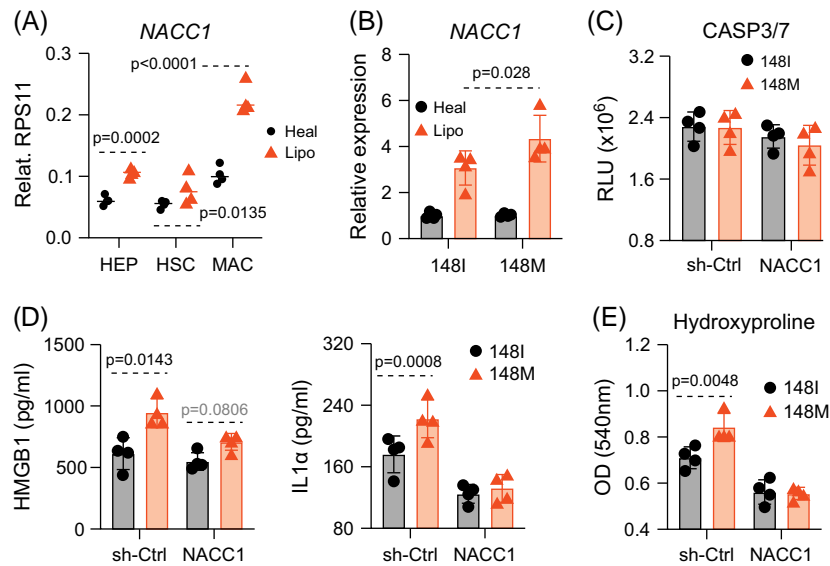 (A)
NACC1
Relat. RPS11
0.3
0.2
0.1
0.0
p<0.0001
p=0.0002
p=0.0135
Heal
Lipo
HEP HSC MAC
(B)
NACC1
Relative expression
8
6
4
2
0
Heal
Lipo
p=0.028
148I 148M
(C)
CASP3/7
RLU (x10⁶)
3.2
2.4
1.6
0.8
148I
148M
sh-Ctrl NACC1
(D)
HMGB1 (pg/ml)
1500
1000
500
0
p=0.0143
p=0.0806
sh-Ctrl NACC1
IL1α (pg/ml)
320
240
160
80
p=0.0008
148I
148M
sh-Ctrl NACC1
(E)
Hydroxyproline
OD (540nm)
1.2
1.0
0.8
0.6
0.4
p=0.0048
148I
148M
sh-Ctrl NACC1